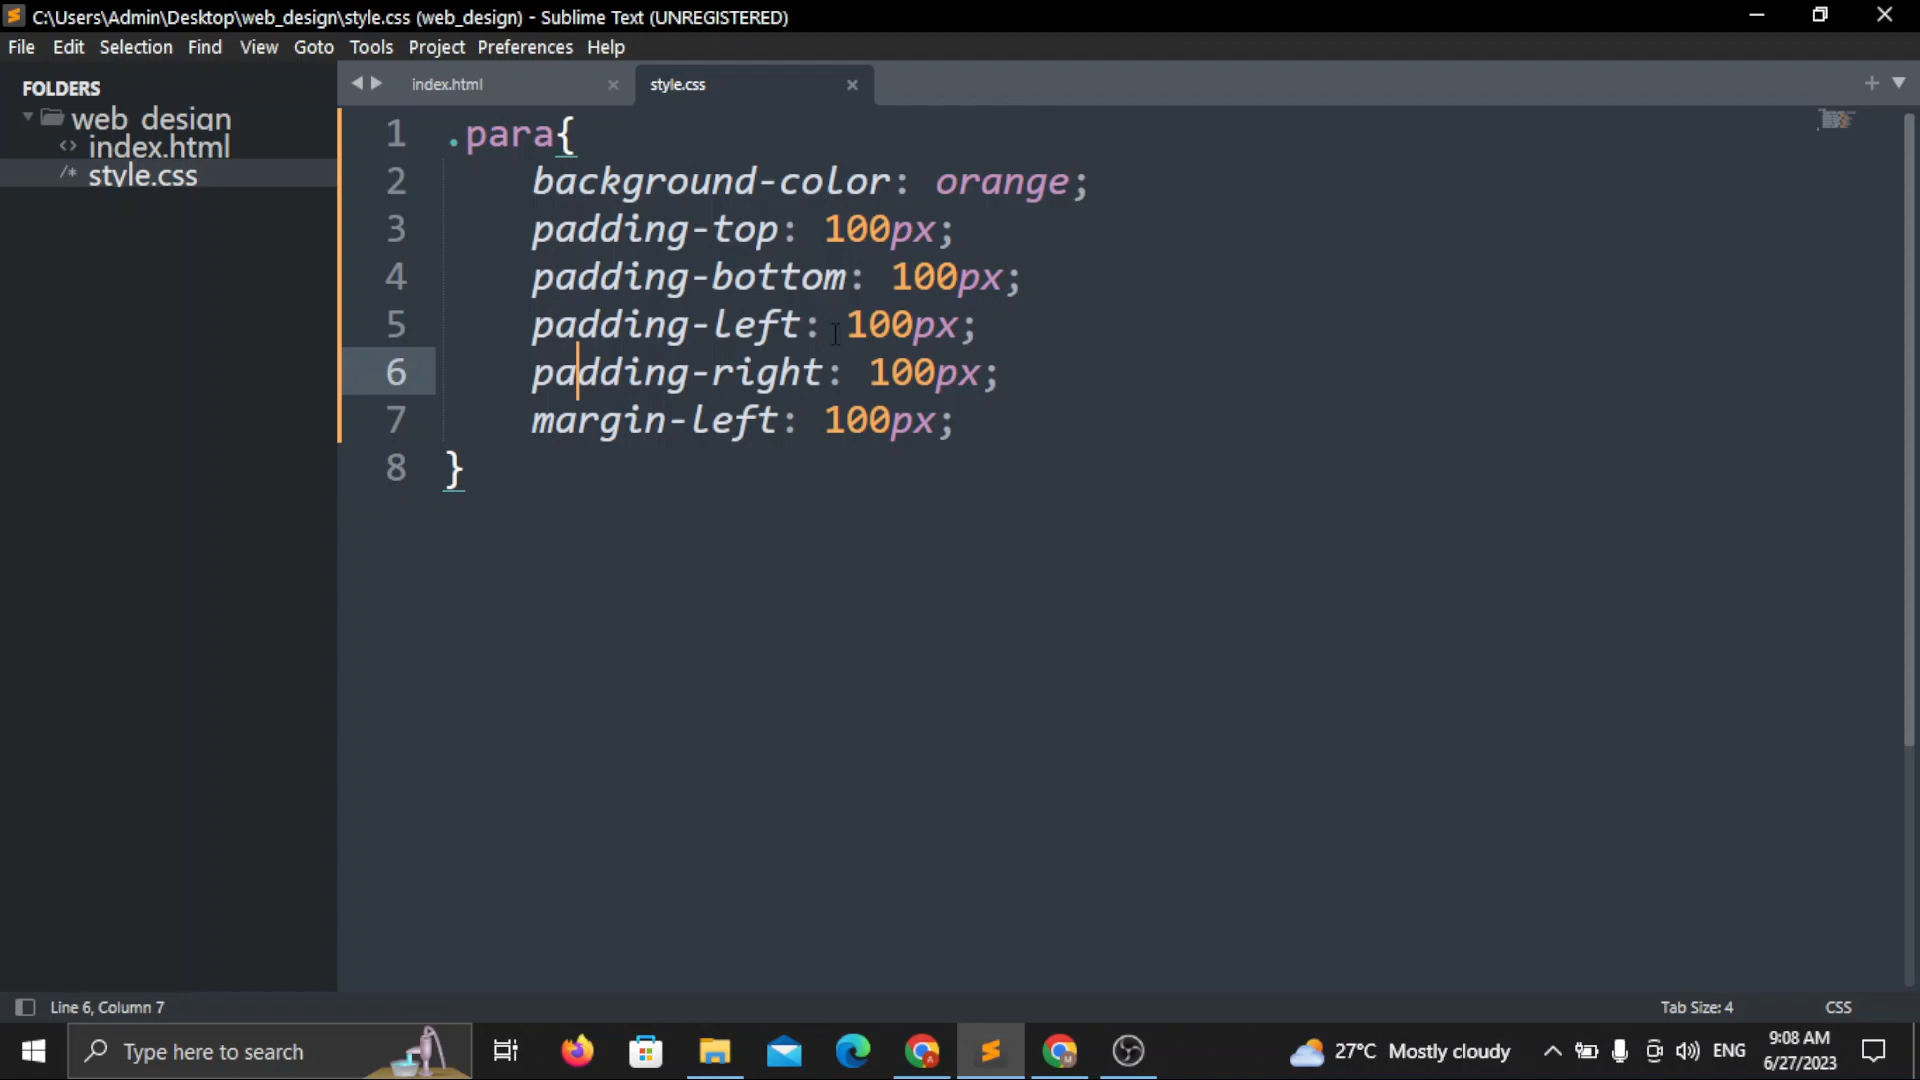 C:\Users\Admin\Desktop\web_design\style.css (web_design) - Sublime Text (UNREGISTERED)
File Edit Selection Find View Goto Tools Project Preferences Help
FOLDERS
web_design
<> index.html
/* style.css
index.html
style.css
1 .para{
2 background-color: orange;
3 padding-top: 100px;
4 padding-bottom: 100px;
5 padding-left: 100px;
6 padding-right: 100px;
7 margin-left: 100px;
8 }
Line 6, Column 7
Tab Size: 4
CSS
Type here to search
27°C Mostly cloudy
ENG
9:08 AM
6/27/2023